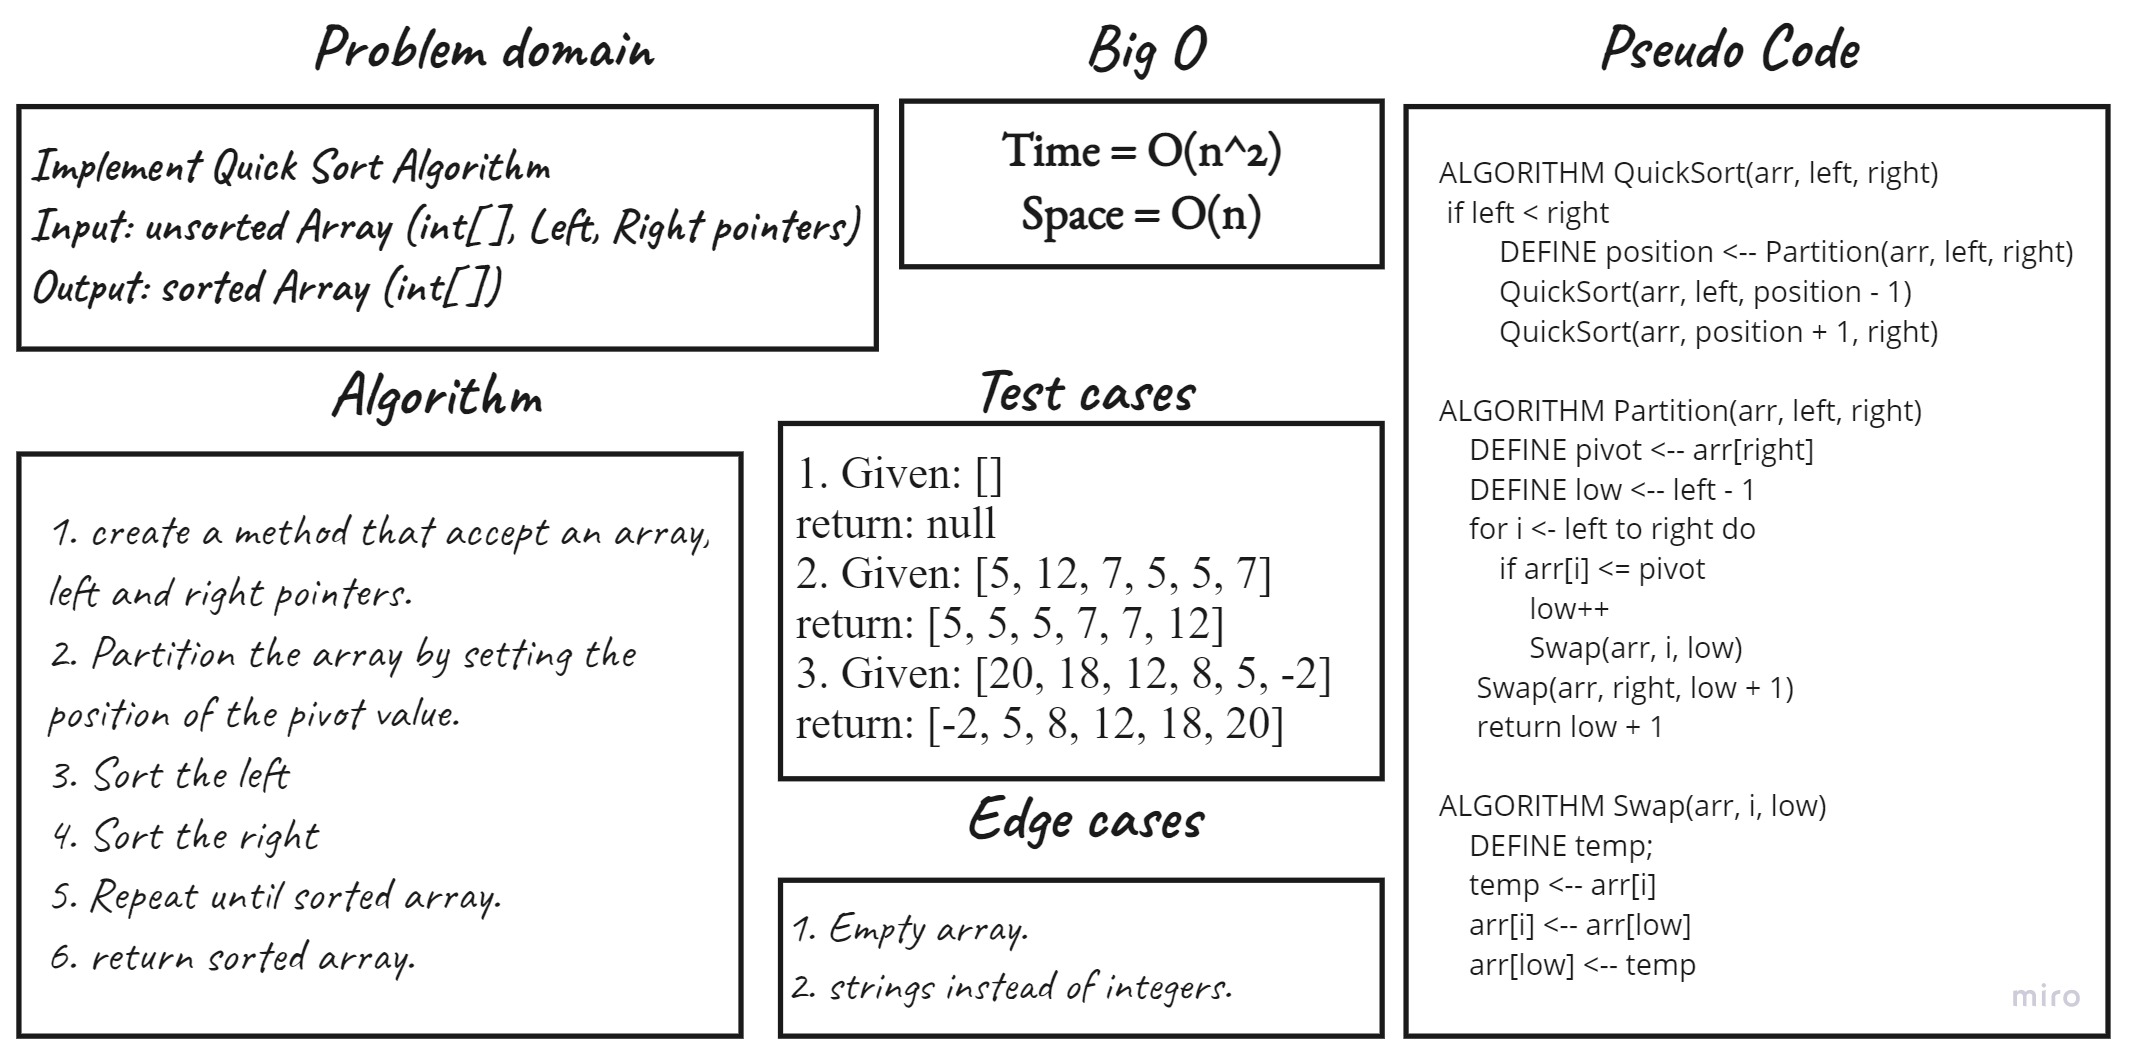 Problem domain
Implement Quick Sort Algorithm
Input: unsorted Array (int[], Left, Right pointers)
Output: sorted Array (int[])
Algorithm
1. create a method that accept an array,
left and right pointers.
2. Partition the array by setting the
position of the pivot value.
3. Sort the left
4. Sort the right
5. Repeat until sorted array.
6. return sorted array.
Big O
Time = O(n^2)
Space = O(n)
Test cases
1. Given: []
return: null
2. Given: [5, 12, 7, 5, 5, 7]
return: [5, 5, 5, 7, 7, 12]
3. Given: [20, 18, 12, 8, 5, -2]
return: [-2, 5, 8, 12, 18, 20]
Edge cases
1. Empty array.
2. strings instead of integers.
Pseudo Code
ALGORITHM QuickSort(arr, left, right)
if left < right
DEFINE position <-- Partition(arr, left, right)
QuickSort(arr, left, position - 1)
QuickSort(arr, position + 1, right)
ALGORITHM Partition(arr, left, right)
DEFINE pivot <-- arr[right]
DEFINE low <-- left - 1
for i <- left to right do
if arr[i] <= pivot
low++
Swap(arr, i, low)
Swap(arr, right, low + 1)
return low + 1
ALGORITHM Swap(arr, i, low)
DEFINE temp;
temp <-- arr[i]
arr[i] <-- arr[low]
arr[low] <-- temp
miro